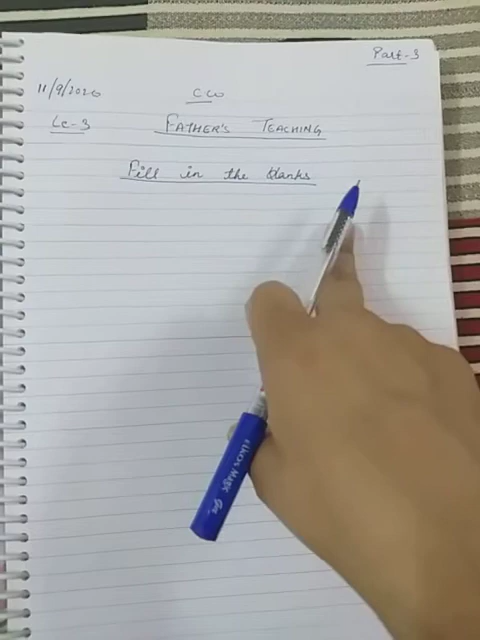 Part-3
11/9/2020 CW
Lc-3 FATHER'S TEACHING
Fill in the blanks